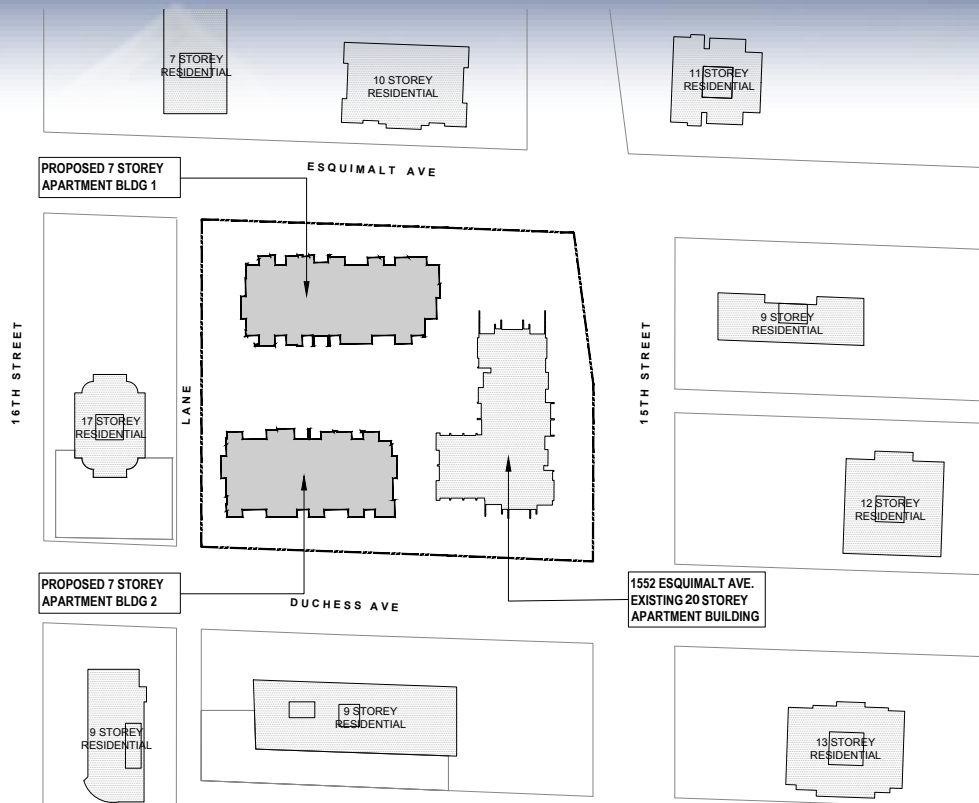 7 STOREY
RESIDENTIAL
10 STOREY
RESIDENTIAL
11 STOREY
RESIDENTIAL
PROPOSED 7 STOREY
APARTMENT BLDG 1
ESQUIMALT AVE
16TH STREET
LANE
15TH STREET
9 STOREY
RESIDENTIAL
17 STOREY
RESIDENTIAL
12 STOREY
RESIDENTIAL
PROPOSED 7 STOREY
APARTMENT BLDG 2
DUCHESS AVE
1552 ESQUIMALT AVE.
EXISTING 20 STOREY
APARTMENT BUILDING
9 STOREY
RESIDENTIAL
9 STOREY
RESIDENTIAL
13 STOREY
RESIDENTIAL